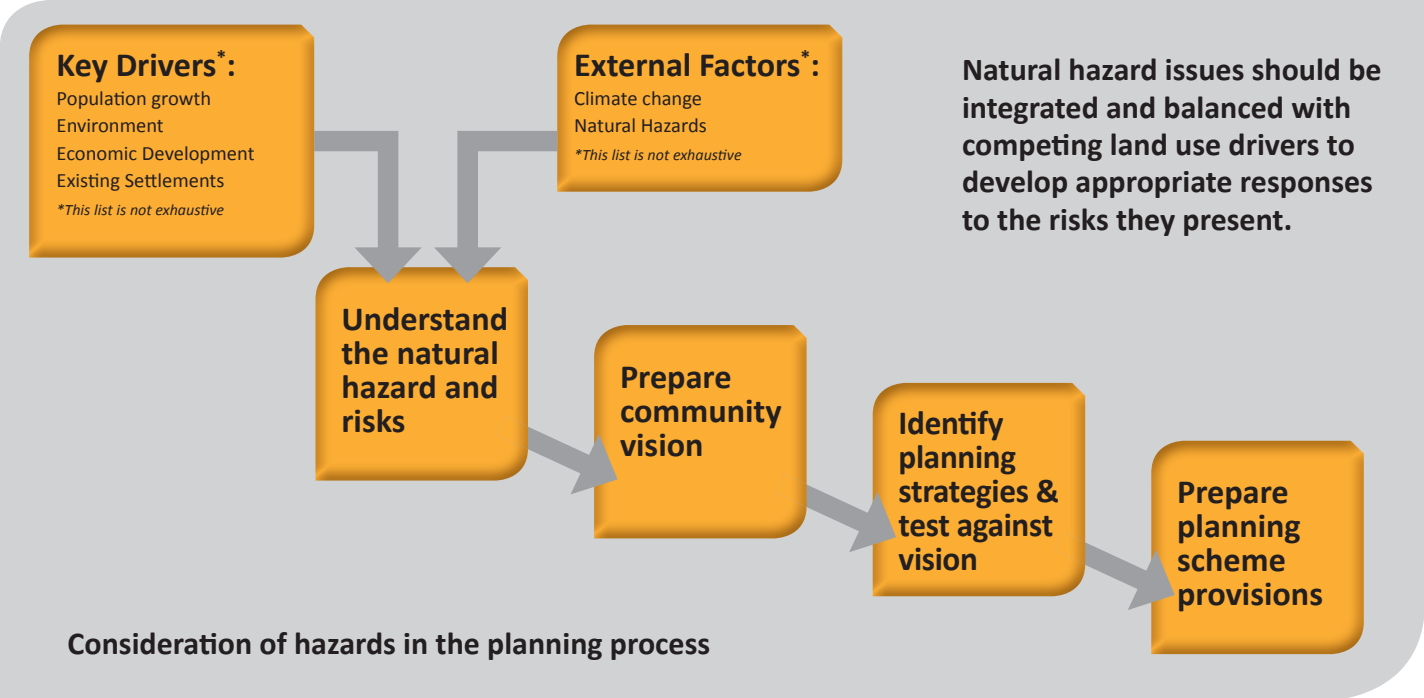 Key Drivers*:
Population growth
Environment
Economic Development
Existing Settlements
*This list is not exhaustive
External Factors*:
Climate change
Natural Hazards
*This list is not exhaustive
Natural hazard issues should be
integrated and balanced with
competing land use drivers to
develop appropriate responses
to the risks they present.
Understand
the natural
hazard and
risks
Prepare
community
vision
Identify
planning
strategies &
test against
vision
Prepare
planning
scheme
provisions
Consideration of hazards in the planning process